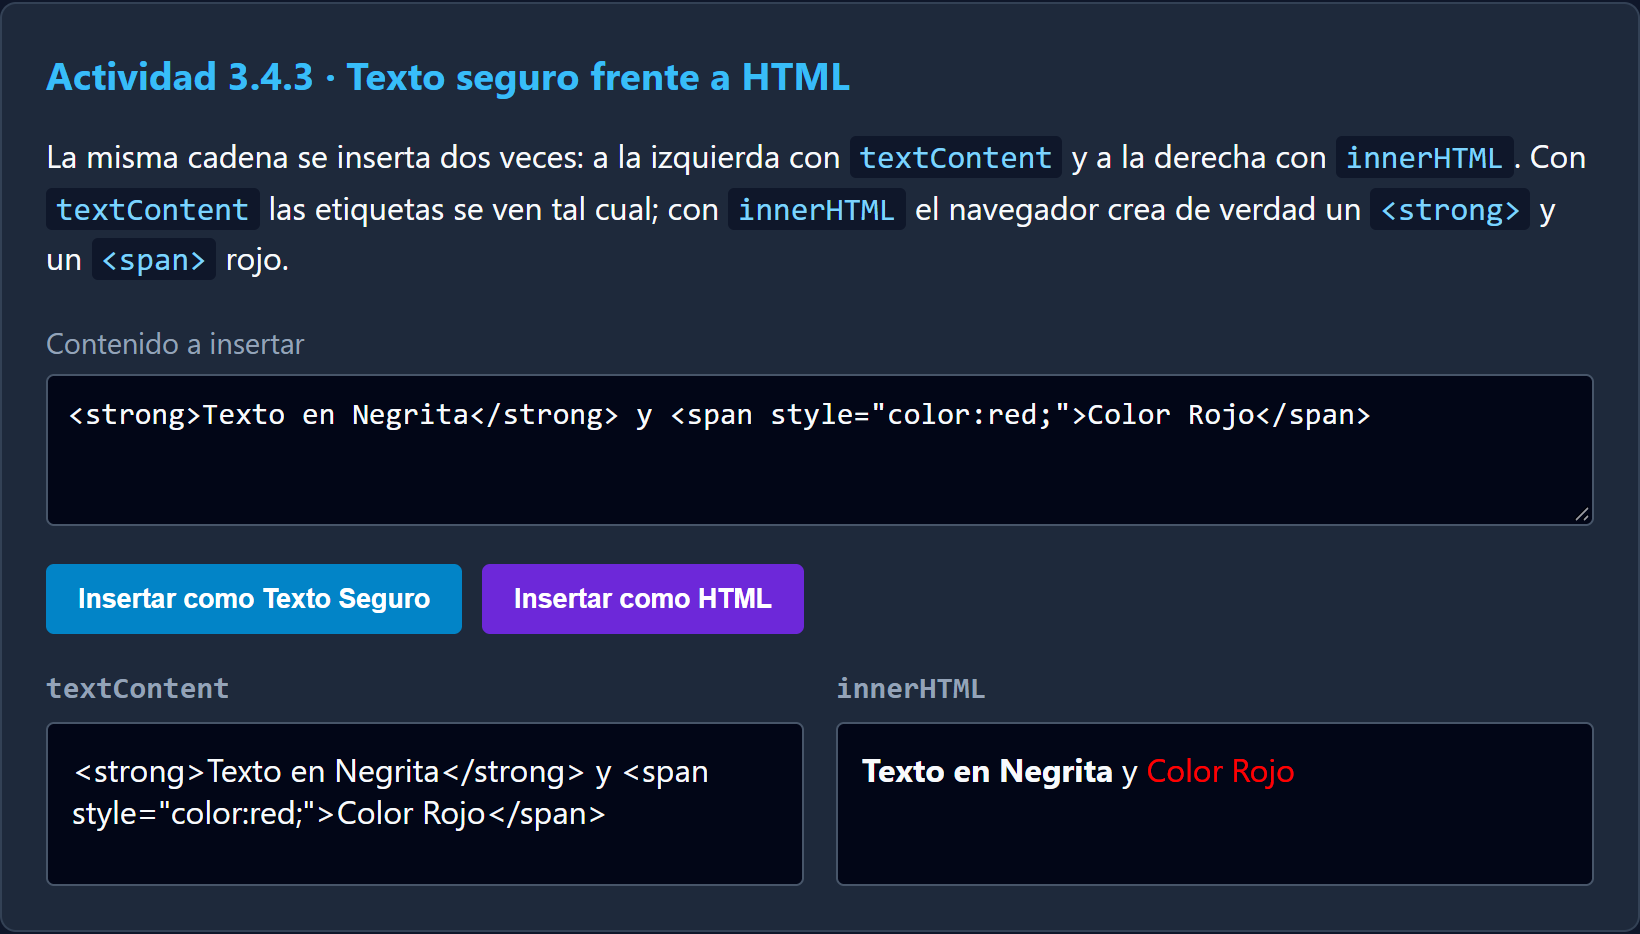 Actividad 3.4.3 · Texto seguro frente a HTML
La misma cadena se inserta dos veces: a la izquierda con textContent y a la derecha con innerHTML. Con
textContent las etiquetas se ven tal cual; con innerHTML el navegador crea de verdad un <strong> y
un <span> rojo.
Contenido a insertar
<strong>Texto en Negrita</strong> y <span style="color:red;">Color Rojo</span>
Insertar como Texto Seguro
Insertar como HTML
textContent
<strong>Texto en Negrita</strong> y <span
style="color:red;">Color Rojo</span>
innerHTML
Texto en Negrita y Color Rojo